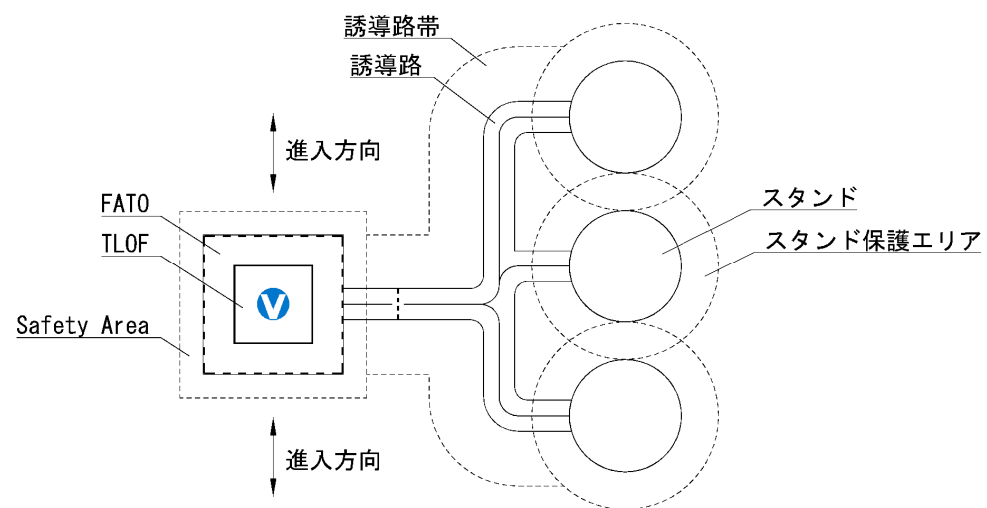 誘導路帯
誘導路
進入方向
FATO
TLOF
V
Safety Area
スタンド
スタンド保護エリア
進入方向